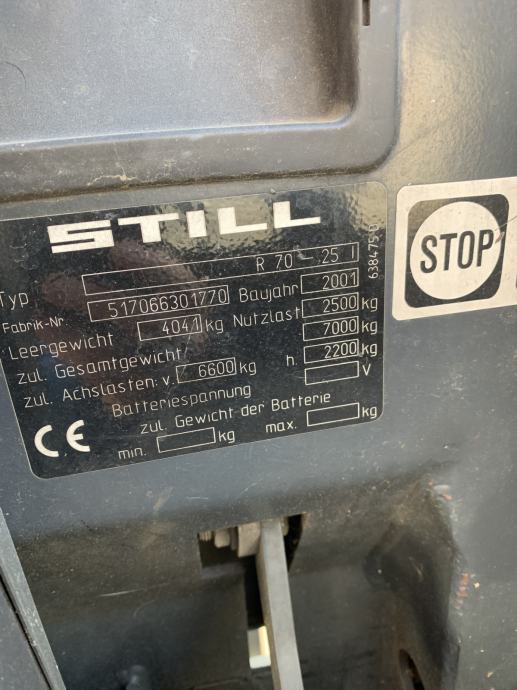 STILL
Typ R 70 - 25 I
Fabrik-Nr. 517066301770 Baujahr 2001
Leergewicht 4041 kg Nutzlast 2500 kg
zul. Gesamtgewicht 7000 kg
zul. Achslasten: v. 6600 kg h. 2200 kg
Batteriespannung V
zul. Gewicht der Batterie
CE min. kg max. kg
STOP